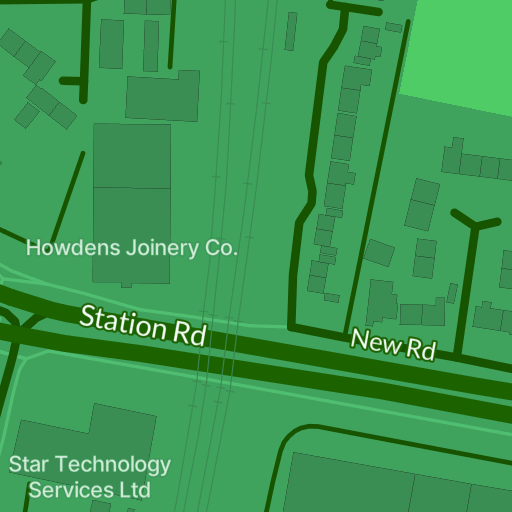 Howdens Joinery Co.
Station Rd
New Rd
Star Technology
Services Ltd